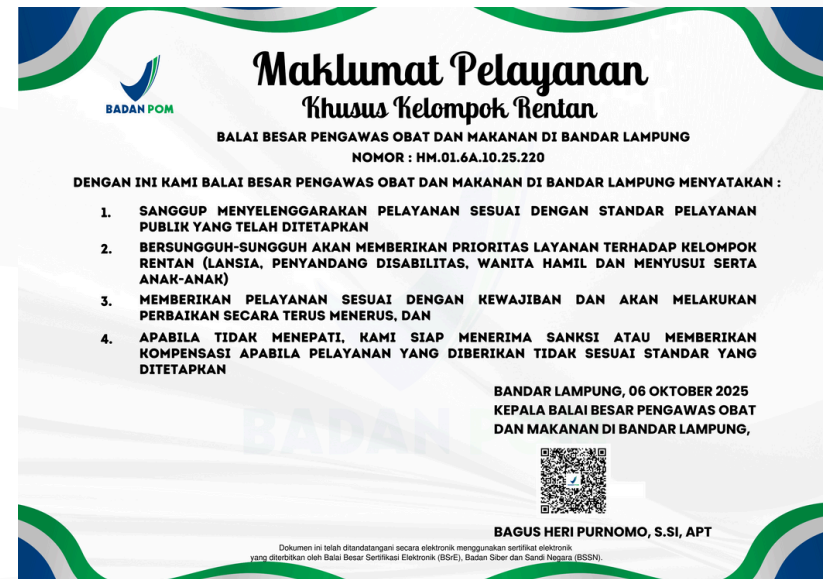 Maklumat Pelayanan
Khusus Kelompok Rentan
BADAN POM
BALAI BESAR PENGAWAS OBAT DAN MAKANAN DI BANDAR LAMPUNG
NOMOR : HM.01.6A.10.25.220
DENGAN INI KAMI BALAI BESAR PENGAWAS OBAT DAN MAKANAN DI BANDAR LAMPUNG MENYATAKAN :
1. SANGGUP MENYELENGGARAKAN PELAYANAN SESUAI DENGAN STANDAR PELAYANAN
PUBLIK YANG TELAH DITETAPKAN
2. BERSUNGGUH-SUNGGUH AKAN MEMBERIKAN PRIORITAS LAYANAN TERHADAP KELOMPOK
RENTAN (LANSIA, PENYANDANG DISABILITAS, WANITA HAMIL DAN MENYUSUI SERTA
ANAK-ANAK)
3. MEMBERIKAN PELAYANAN SESUAI DENGAN KEWAJIBAN DAN AKAN MELAKUKAN
PERBAIKAN SECARA TERUS MENERUS, DAN
4. APABILA TIDAK MENEPATI, KAMI SIAP MENERIMA SANKSI ATAU MEMBERIKAN
KOMPENSASI APABILA PELAYANAN YANG DIBERIKAN TIDAK SESUAI STANDAR YANG
DITETAPKAN
BADAN POM
BANDAR LAMPUNG, 06 OKTOBER 2025
KEPALA BALAI BESAR PENGAWAS OBAT
DAN MAKANAN DI BANDAR LAMPUNG,
BAGUS HERI PURNOMO, S.SI, APT
Dokumen ini telah ditandatangani secara elektronik menggunakan sertifikat elektronik
yang diterbitkan oleh Balai Besar Sertifikasi Elektronik (BSrE), Badan Siber dan Sandi Negara (BSSN).